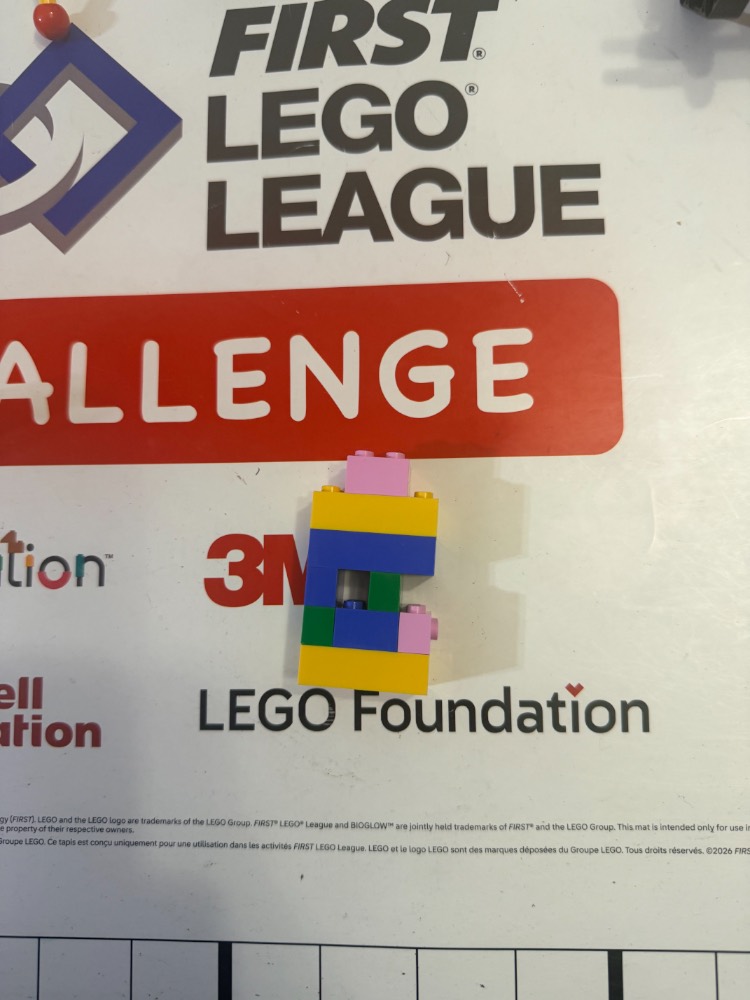 FIRST®
LEGO®
LEAGUE
ALLENGE
tion™
3M
ell
ation
LEGO Foundation
gy (FIRST). LEGO and the LEGO logo are trademarks of the LEGO Group. FIRST® LEGO® League and BIOGLOW™ are jointly held trademarks of FIRST® and the LEGO Group. This mat is intended only for use i
e property of their respective owners.
Groupe LEGO. Ce tapis est conçu uniquement pour une utilisation dans les activités FIRST LEGO League. LEGO et le logo LEGO sont des marques déposées du Groupe LEGO. Tous droits réservés. ©2026 FIRS